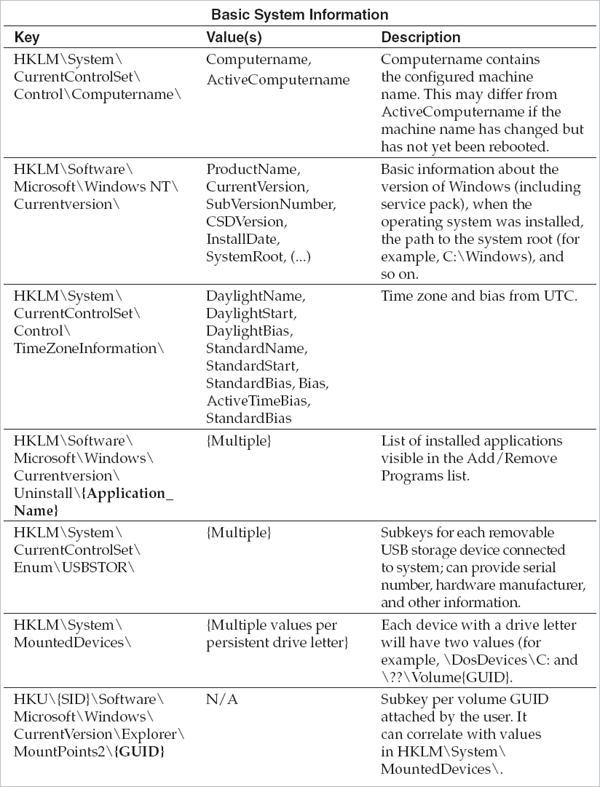 Basic System Information
Key Value(s) Description
HKLM\System\ Computername, Computername contains
CurrentControlSet\ ActiveComputername the configured machine
Control\Computername\ name. This may differ from
ActiveComputername if the
machine name has changed but
has not yet been rebooted.
HKLM\Software\ ProductName, Basic information about the
Microsoft\Windows NT\ CurrentVersion, version of Windows (including
Currentversion\ SubVersionNumber, service pack), when the
CSDVersion, operating system was installed,
InstallDate, the path to the system root (for
SystemRoot, (...) example, C:\Windows), and
so on.
HKLM\System\ DaylightName, Time zone and bias from UTC.
CurrentControlSet\ DaylightStart,
Control\ DaylightBias,
TimeZoneInformation\ StandardName,
StandardStart,
StandardBias, Bias,
ActiveTimeBias,
StandardBias
HKLM\Software\ {Multiple} List of installed applications
Microsoft\Windows\ visible in the Add/Remove
Currentversion\ Programs list.
Uninstall\{Application_
Name}
HKLM\System\ {Multiple} Subkeys for each removable
CurrentControlSet\ USB storage device connected
Enum\USBSTOR\ to system; can provide serial
number, hardware manufacturer,
and other information.
HKLM\System\ {Multiple values per Each device with a drive letter
MountedDevices\ persistent drive letter} will have two values (for
example, \DosDevices\C: and
\??\Volume{GUID}.
HKU\{SID}\Software\ N/A Subkey per volume GUID
Microsoft\Windows\ attached by the user. It
CurrentVersion\Explorer\ can correlate with values
MountPoints2\{GUID} in HKLM\System\
MountedDevices\.